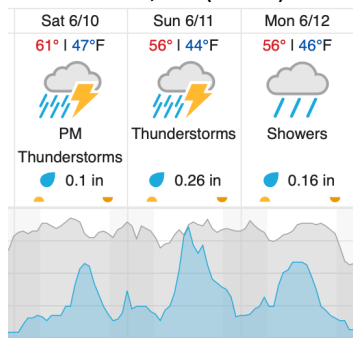 Sat 6/10
61° | 47°F
PM
Thunderstorms
0.1 in
Sun 6/11
56° | 44°F
Thunderstorms
0.26 in
Mon 6/12
56° | 46°F
Showers
0.16 in